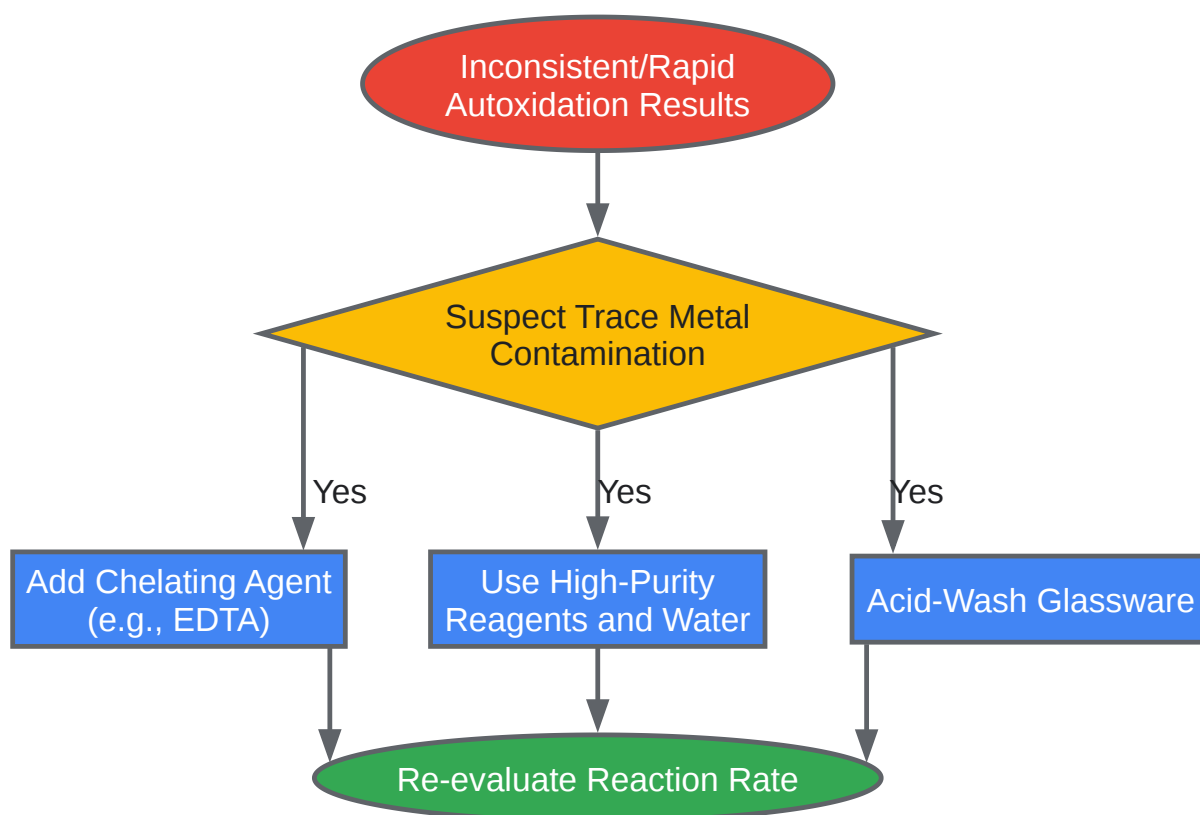 Inconsistent/Rapid
Autoxidation Results
Suspect Trace Metal
Contamination
Yes
Yes
Yes
Add Chelating Agent
(e.g., EDTA)
Use High-Purity
Reagents and Water
Acid-Wash Glassware
Re-evaluate Reaction Rate